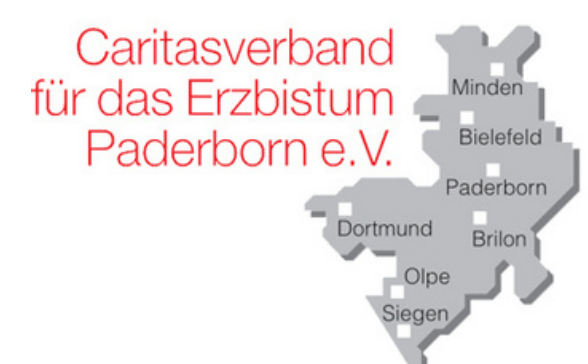 Caritasverband
für das Erzbistum
Paderborn e.V.
Minden
Bielefeld
Paderborn
Dortmund
Brilon
Olpe
Siegen